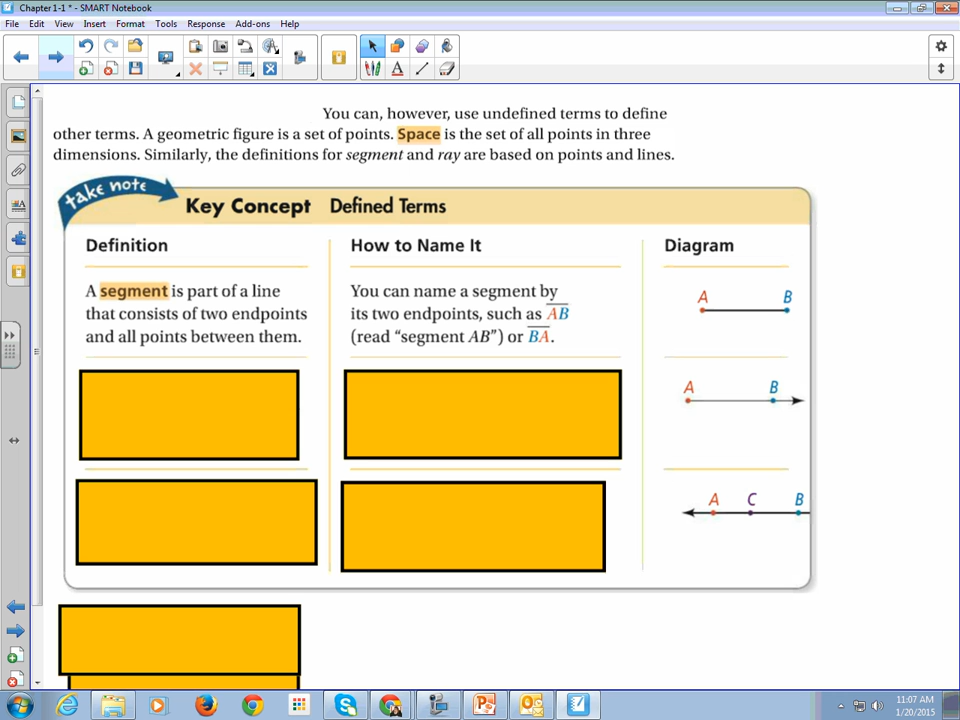 Chapter 1-1 * - SMART Notebook
File Edit View Insert Format Tools Response Add-ons Help
You can, however, use undefined terms to define
other terms. A geometric figure is a set of points. Space is the set of all points in three
dimensions. Similarly, the definitions for segment and ray are based on points and lines.
take note
Key Concept Defined Terms
Definition How to Name It Diagram
A segment is part of a line
that consists of two endpoints
and all points between them.
You can name a segment by
its two endpoints, such as AB
(read “segment AB”) or BA.
A B
A B
A C B
11:07 AM
1/20/2015